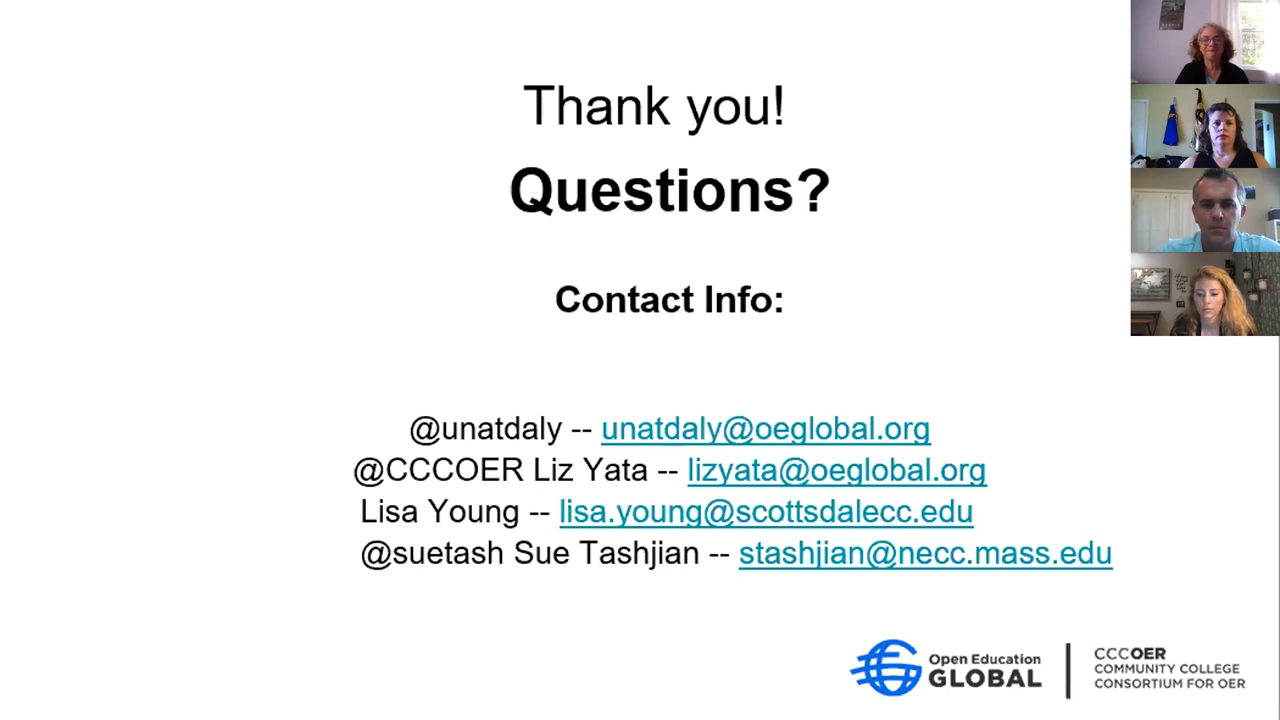 Thank you!
Questions?
Contact Info:
@unatdaly -- unatdaly@oeglobal.org
@CCCOER Liz Yata -- lizyata@oeglobal.org
Lisa Young -- lisa.young@scottsdalecc.edu
@suetash Sue Tashjian -- stashjian@necc.mass.edu
Open Education
GLOBAL
CCCOER
COMMUNITY COLLEGE
CONSORTIUM FOR OER